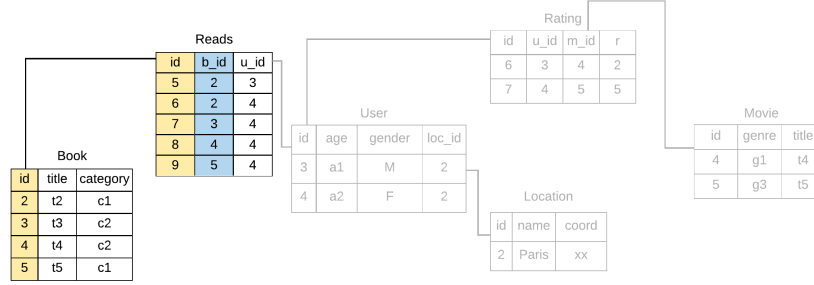 Rating
id u_id m_id r
6 3 4 2
7 4 5 5
Reads
id b_id u_id
5 2 3
6 2 4
7 3 4
8 4 4
9 5 4
User
id age gender loc_id
3 a1 M 2
4 a2 F 2
Movie
id genre title
4 g1 t4
5 g3 t5
Book
id title category
2 t2 c1
3 t3 c2
4 t4 c2
5 t5 c1
Location
id name coord
2 Paris xx